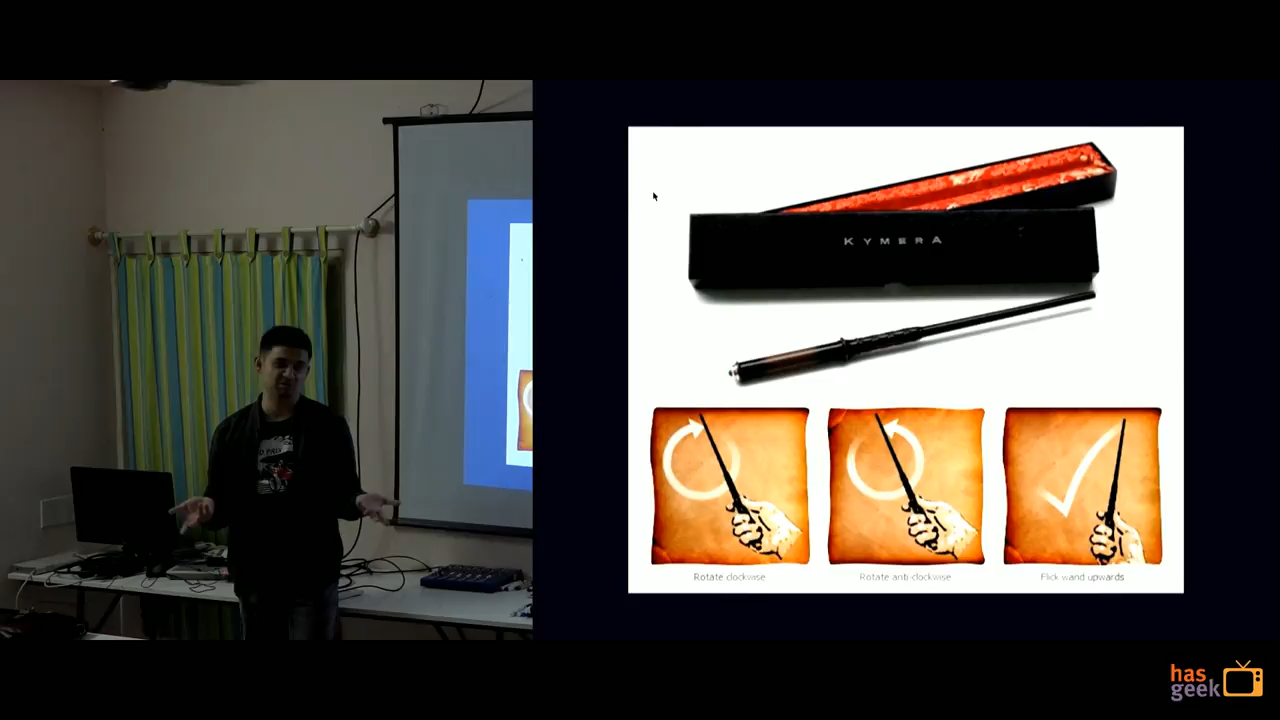 KYMERA
Rotate clockwise
Rotate anti clockwise
Flick wand upwards
has
geek